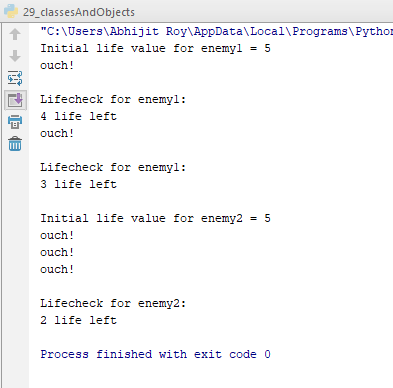 29_classesAndObjects
"C:\Users\Abhijit Roy\AppData\Local\Programs\Python
Initial life value for enemy1 = 5
ouch!
Lifecheck for enemy1:
4 life left
ouch!
Lifecheck for enemy1:
3 life left
Initial life value for enemy2 = 5
ouch!
ouch!
ouch!
Lifecheck for enemy2:
2 life left
Process finished with exit code 0